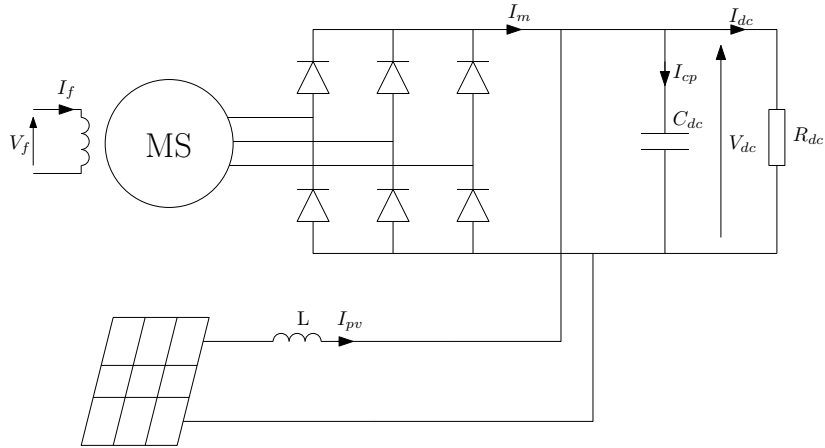 I_m
I_dc
I_f
V_f
MS
I_cp
C_dc
V_dc
R_dc
L
I_pv